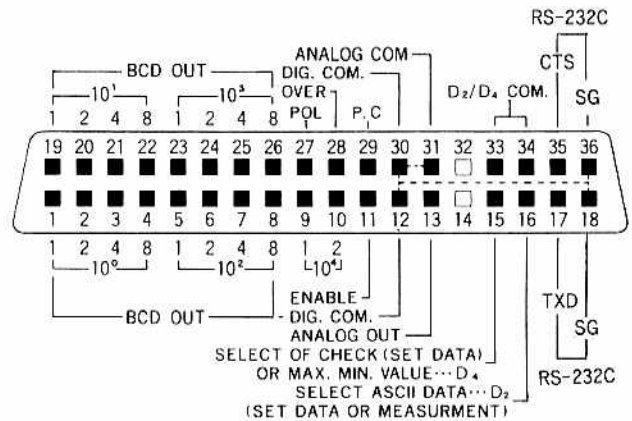 RS-232C
ANALOG COM
CTS
BCD OUT
DIG. COM.
10¹ 10³
OVER
D₂/D₄ COM.
SG
1 2 4 8 1 2 4 8
POL
P.C
19 20 21 22 23 24 25 26 27 28 29 30 31 32 33 34 35 36
1 2 3 4 5 6 7 8 9 10 11 12 13 14 15 16 17 18
1 2 4 8 1 2 4 8 1 2
10⁰ 10² 10⁴
ENABLE
TXD
BCD OUT
DIG. COM.
ANALOG OUT
SG
SELECT OF CHECK (SET DATA)
OR MAX. MIN. VALUE···D₄
RS-232C
SELECT ASCII DATA···D₂
(SET DATA OR MEASURMENT)